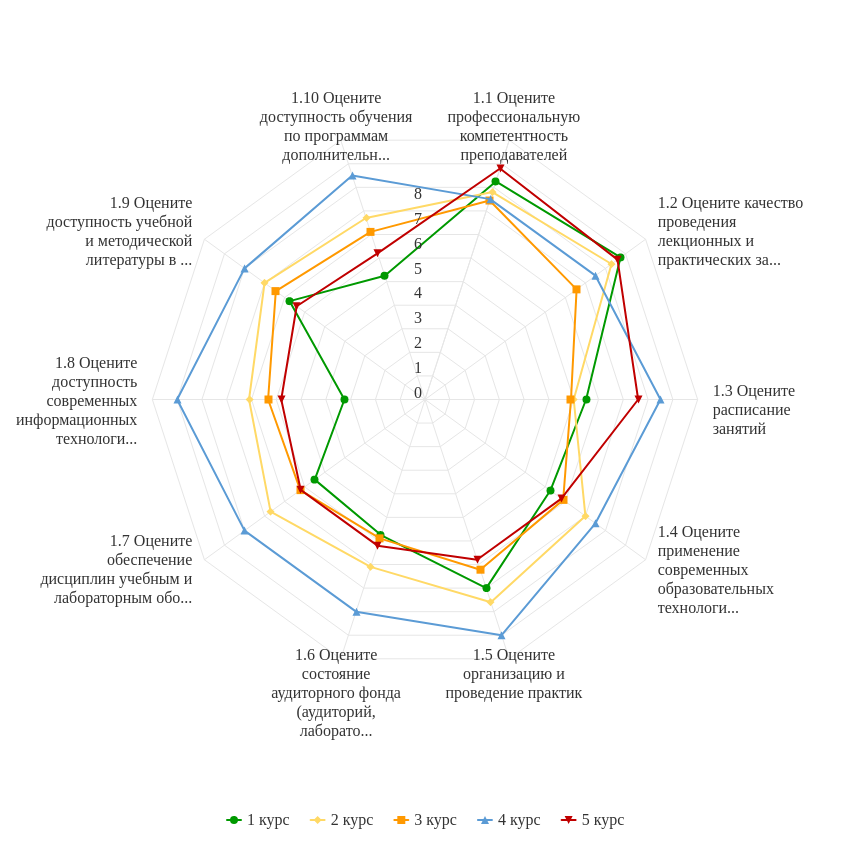 1.10 Оцените
доступность обучения
по программам
дополнительн...
1.1 Оцените
профессиональную
компетентность
преподавателей
1.9 Оцените
доступность учебной
и методической
литературы в ...
1.2 Оцените качество
проведения
лекционных и
практических за...
8
7
6
5
4
3
2
1
0
1.8 Оцените
доступность
современных
информационных
технологи...
1.3 Оцените
расписание
занятий
1.7 Оцените
обеспечение
дисциплин учебным и
лабораторным обо...
1.4 Оцените
применение
современных
образовательных
технологи...
1.6 Оцените
состояние
аудиторного фонда
(аудиторий,
лаборато...
1.5 Оцените
организацию и
проведение практик
1 курс 2 курс 3 курс 4 курс 5 курс